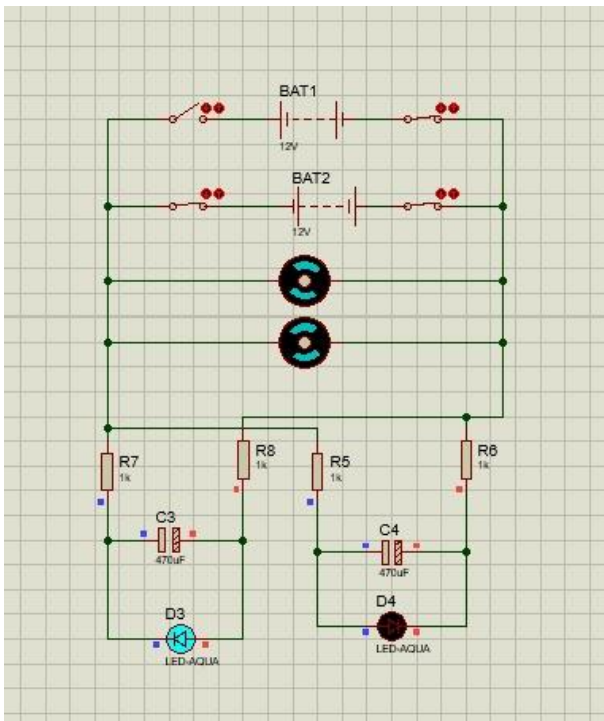 BAT1
12V
BAT2
12V
R7
1k
R8
1k
R5
1k
R6
1k
C3
470uF
C4
470uF
D3
LED-AQUA
D4
LED-AQUA